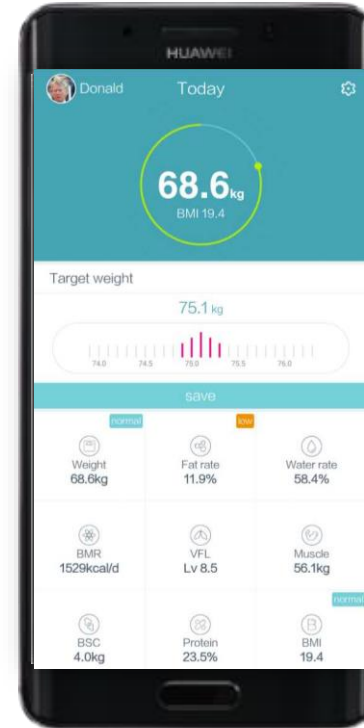 HUAWEI
Donald
Today
68.6kg
BMI 19.4
Target weight
75.1 kg
74.0 74.5 75.0 75.5 76.0
save
normal low
Weight Fat rate Water rate
68.6kg 11.9% 58.4%
BMR VFL Muscle
1529kcal/d Lv 8.5 56.1kg
normal
BSC Protein BMI
4.0kg 23.5% 19.4